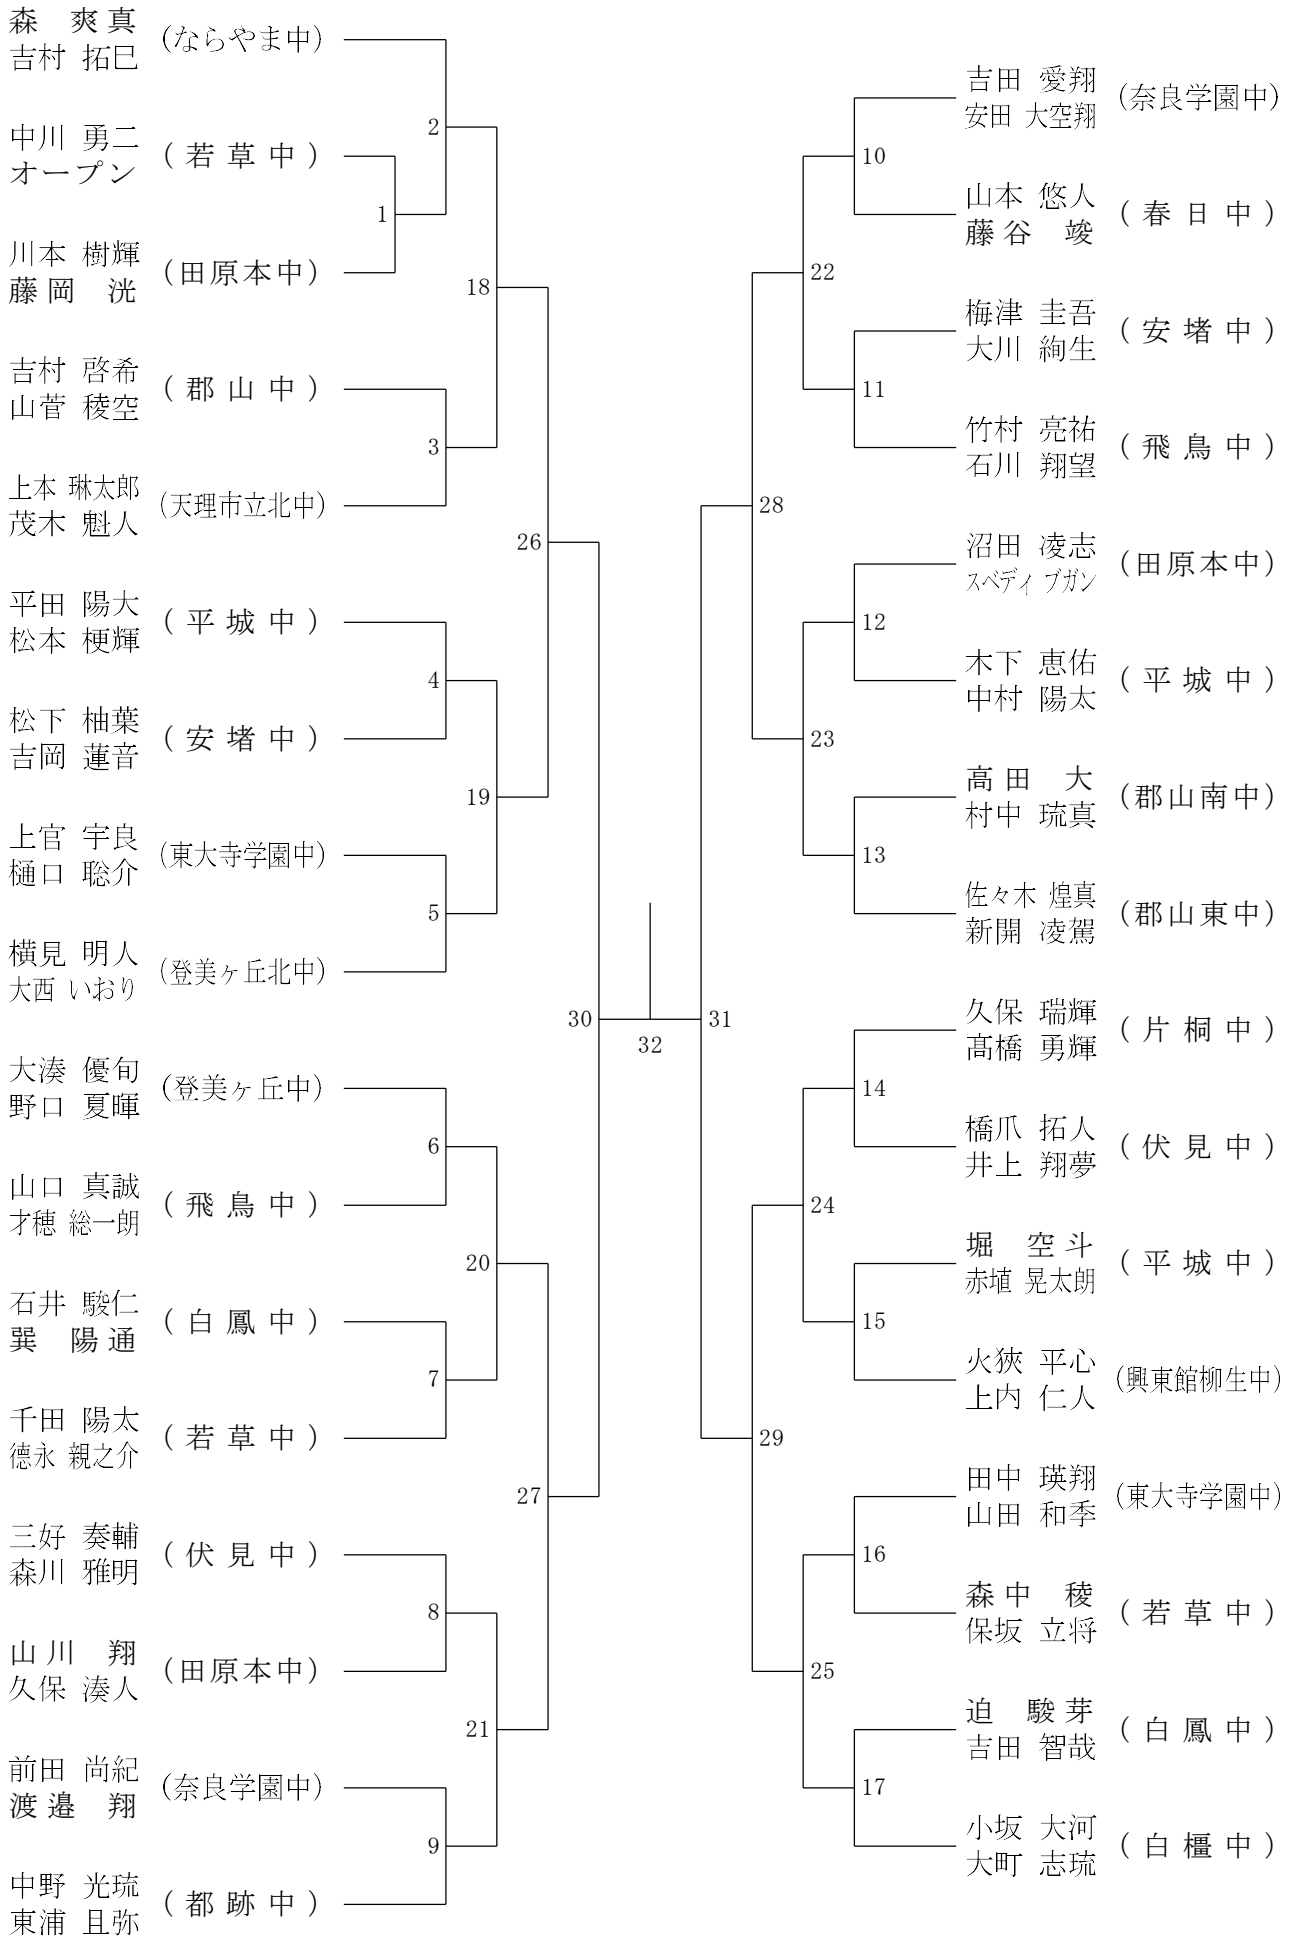 森　爽真
吉村 拓巳
(ならやま中)
中川 勇二
オープン
(若草中)
川本 樹輝
藤岡　洸
(田原本中)
吉村 啓希
山菅 稜空
(郡山中)
上本 琳太郎
茂木 魁人
(天理市立北中)
平田 陽大
松本 梗輝
(平城中)
松下 柚葉
吉岡 蓮音
(安堵中)
上官 宇良
樋口 聡介
(東大寺学園中)
横見 明人
大西 いおり
(登美ヶ丘北中)
大湊 優旬
野口 夏暉
(登美ヶ丘中)
山口 真誠
才穂 総一朗
(飛鳥中)
石井 駿仁
巽　陽通
(白鳳中)
千田 陽太
德永 親之介
(若草中)
三好 奏輔
森川 雅明
(伏見中)
山川　翔
久保 湊人
(田原本中)
前田 尚紀
渡邉　翔
(奈良学園中)
中野 光琉
東浦 且弥
(都跡中)
1
2
3
4
5
6
7
8
9
18
19
20
21
26
27
30
32
31
28
29
22
23
24
25
10
11
12
13
14
15
16
17
吉田 愛翔
安田 大空翔
(奈良学園中)
山本 悠人
藤谷　竣
(春日中)
梅津 圭吾
大川 絢生
(安堵中)
竹村 亮祐
石川 翔望
(飛鳥中)
沼田 凌志
スベディ ブガン
(田原本中)
木下 恵佑
中村 陽太
(平城中)
高田　大
村中 琉真
(郡山南中)
佐々木 煌真
新開 凌駕
(郡山東中)
久保 瑞輝
髙橋 勇輝
(片桐中)
橋爪 拓人
井上 翔夢
(伏見中)
堀　空斗
赤埴 晃太朗
(平城中)
火狹 平心
上内 仁人
(興東館柳生中)
田中 瑛翔
山田 和季
(東大寺学園中)
森中　稜
保坂 立将
(若草中)
迫　駿芽
吉田 智哉
(白鳳中)
小坂 大河
大町 志琉
(白橿中)